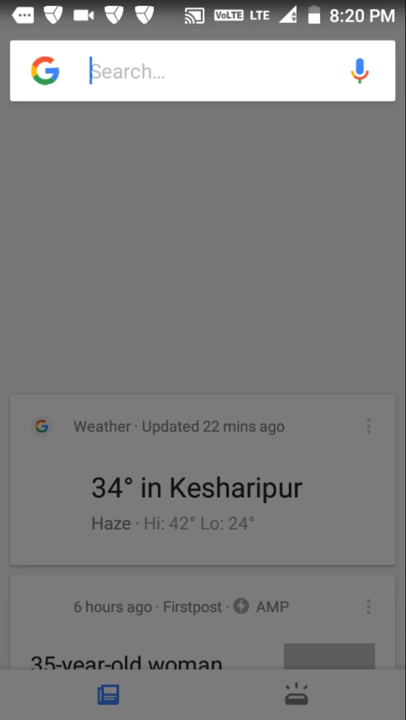 VoLTE LTE 8:20 PM
Search...
Weather · Updated 22 mins ago
34° in Kesharipur
Haze · Hi: 42° Lo: 24°
6 hours ago · Firstpost · AMP
35-year-old woman